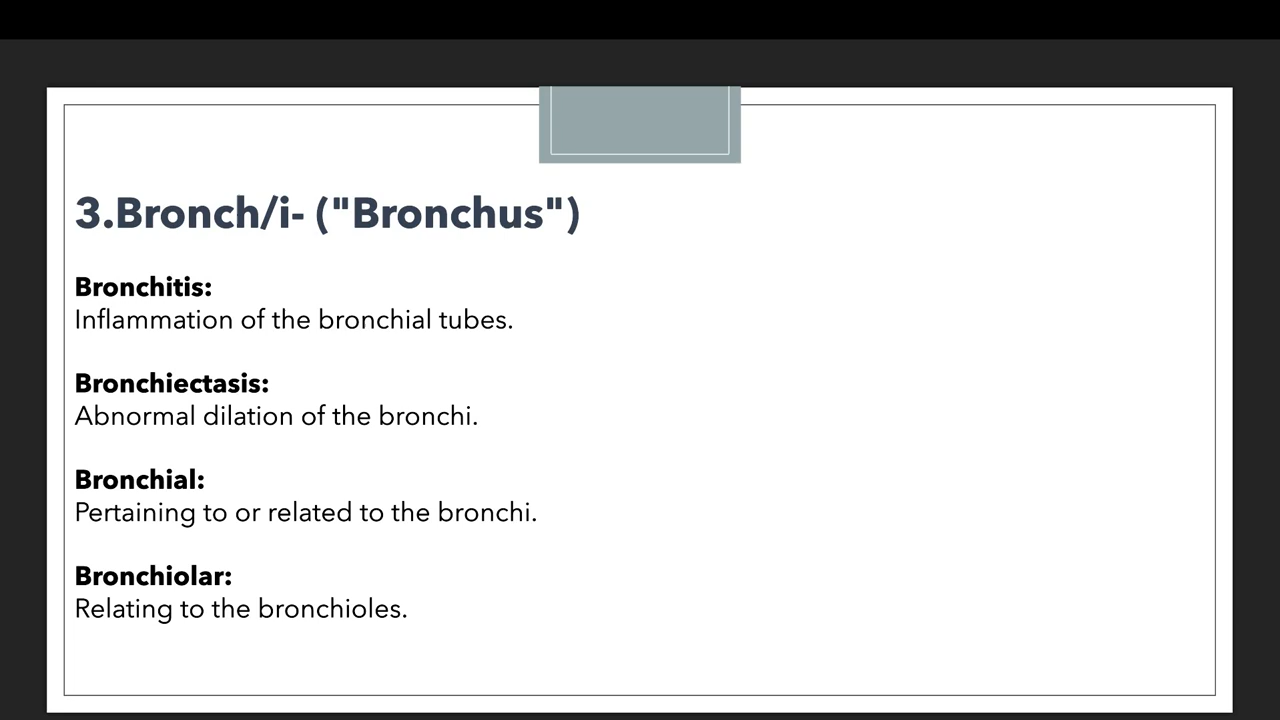 3.Bronch/i- ("Bronchus")
Bronchitis:
Inflammation of the bronchial tubes.
Bronchiectasis:
Abnormal dilation of the bronchi.
Bronchial:
Pertaining to or related to the bronchi.
Bronchiolar:
Relating to the bronchioles.